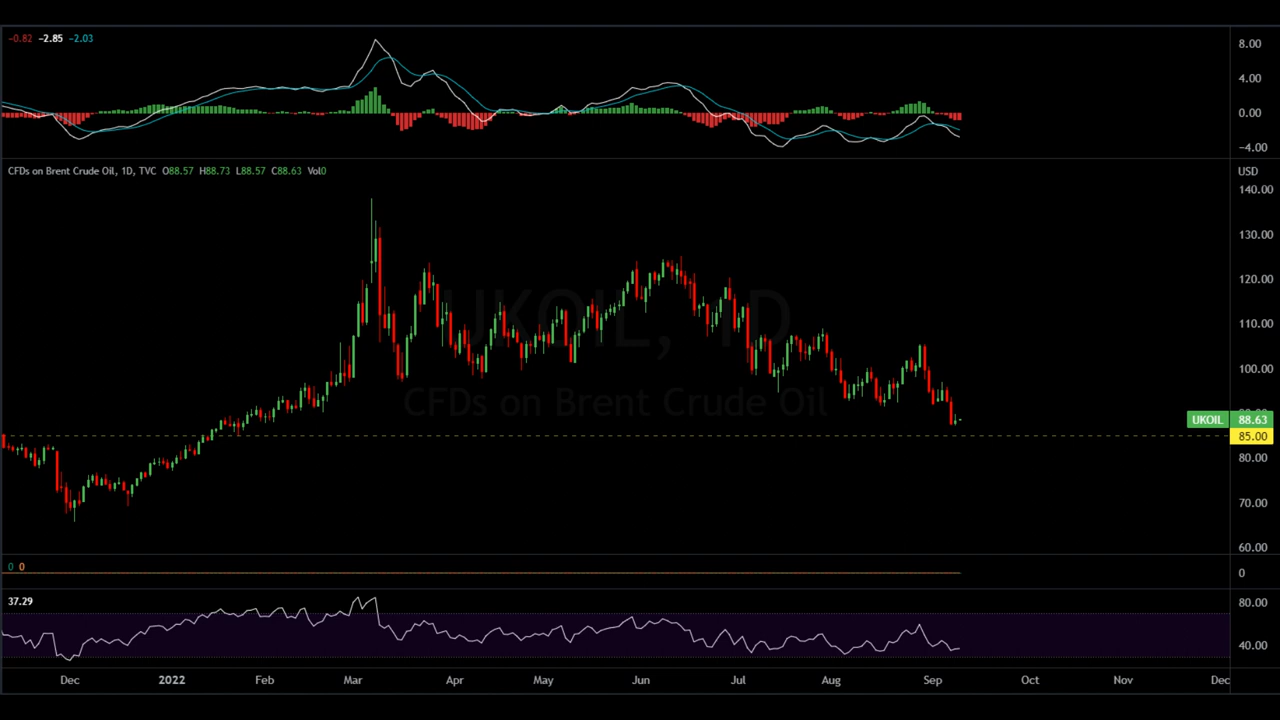 −0.82 −2.85 −2.03
8.00
4.00
0.00
−4.00
CFDs on Brent Crude Oil, 1D, TVC O88.57 H88.73 L88.57 C88.63 Vol0
USD
140.00
130.00
120.00
110.00
100.00
UKOIL, 1D
CFDs on Brent Crude Oil
UKOIL 88.63
85.00
80.00
70.00
60.00
0 0
0
37.29
80.00
40.00
Dec 2022 Feb Mar Apr May Jun Jul Aug Sep Oct Nov Dec